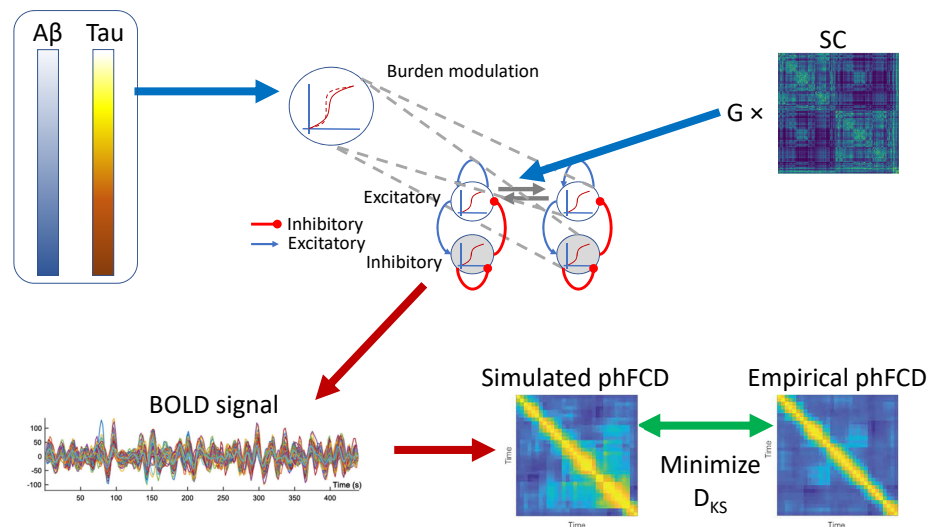 Aβ Tau
SC
Burden modulation
G ×
Excitatory
Inhibitory
Excitatory
Inhibitory
BOLD signal
100
50
0
-50
-100
50 100 150 200 250 300 350 400
Time (s)
Simulated phFCD
Time
Time
Empirical phFCD
Time
Time
Minimize
D_KS